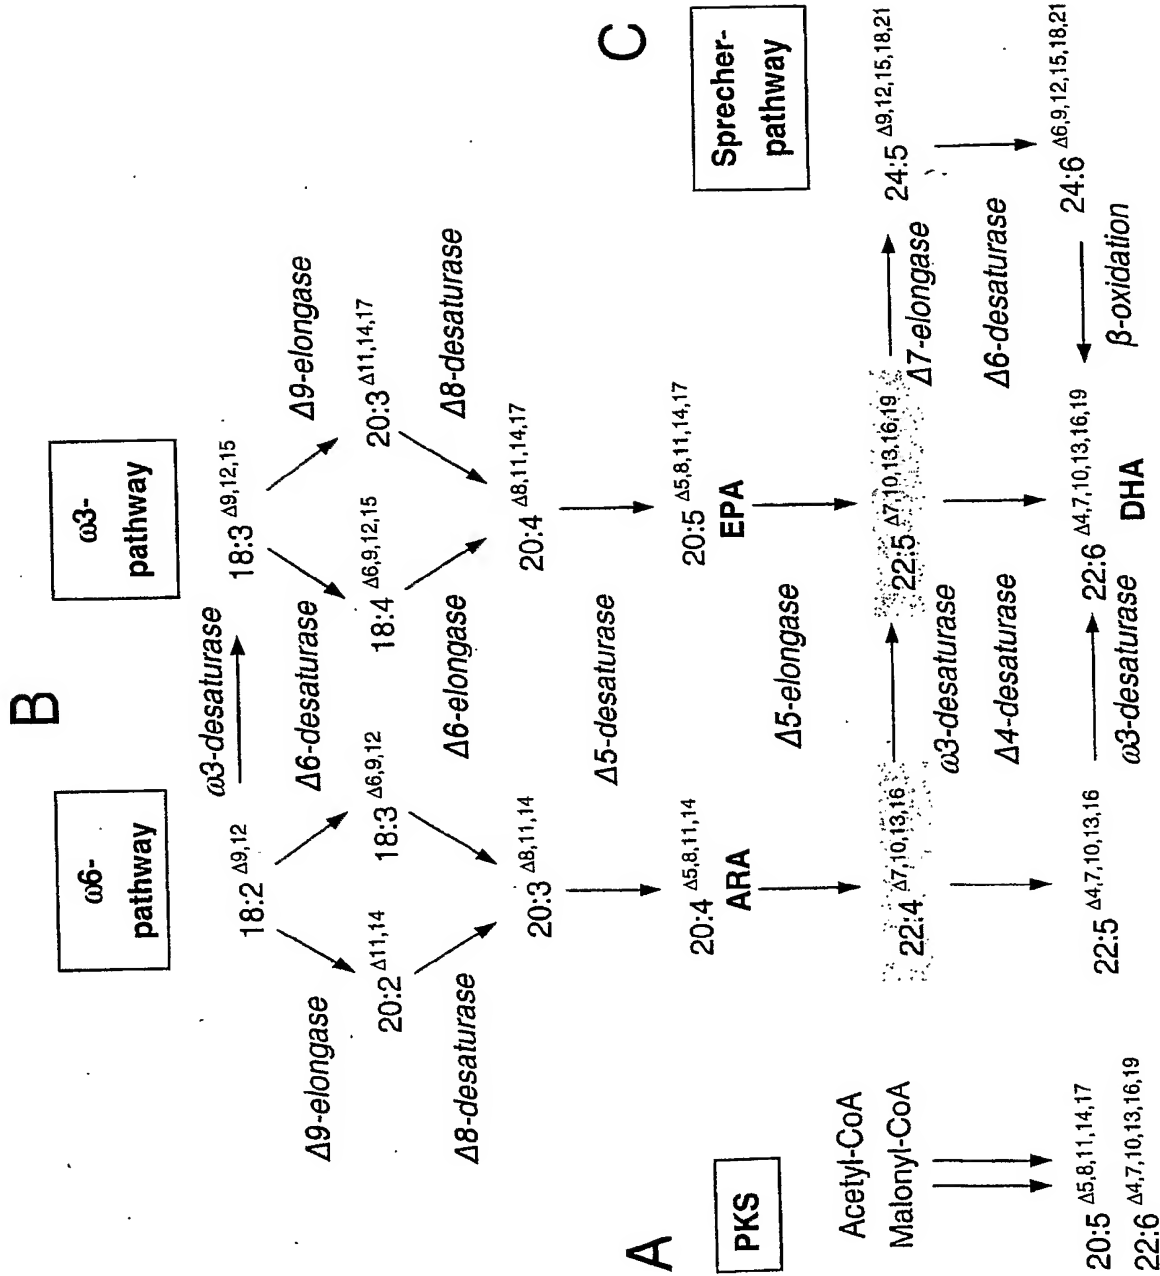 B
ω6-
pathway
ω3-
pathway
18:2 Δ9,12
ω3-desaturase
18:3 Δ9,12,15
Δ9-elongase
Δ6-desaturase
Δ9-elongase
20:2 Δ11,14
18:3 Δ6,9,12
18:4 Δ6,9,12,15
20:3 Δ11,14,17
Δ8-desaturase
Δ6-elongase
Δ8-desaturase
20:3 Δ8,11,14
20:4 Δ8,11,14,17
Δ5-desaturase
20:4 Δ5,8,11,14
ARA
20:5 Δ5,8,11,14,17
EPA
Δ5-elongase
22:4 Δ7,10,13,16
ω3-desaturase
22:5 Δ7,10,13,16,19
Δ4-desaturase
22:5 Δ4,7,10,13,16
ω3-desaturase
22:6 Δ4,7,10,13,16,19
DHA
A
PKS
Acetyl-CoA
Malonyl-CoA
20:5 Δ5,8,11,14,17
22:6 Δ4,7,10,13,16,19
C
Sprecher-
pathway
Δ7-elongase
24:5 Δ9,12,15,18,21
Δ6-desaturase
24:6 Δ6,9,12,15,18,21
β-oxidation